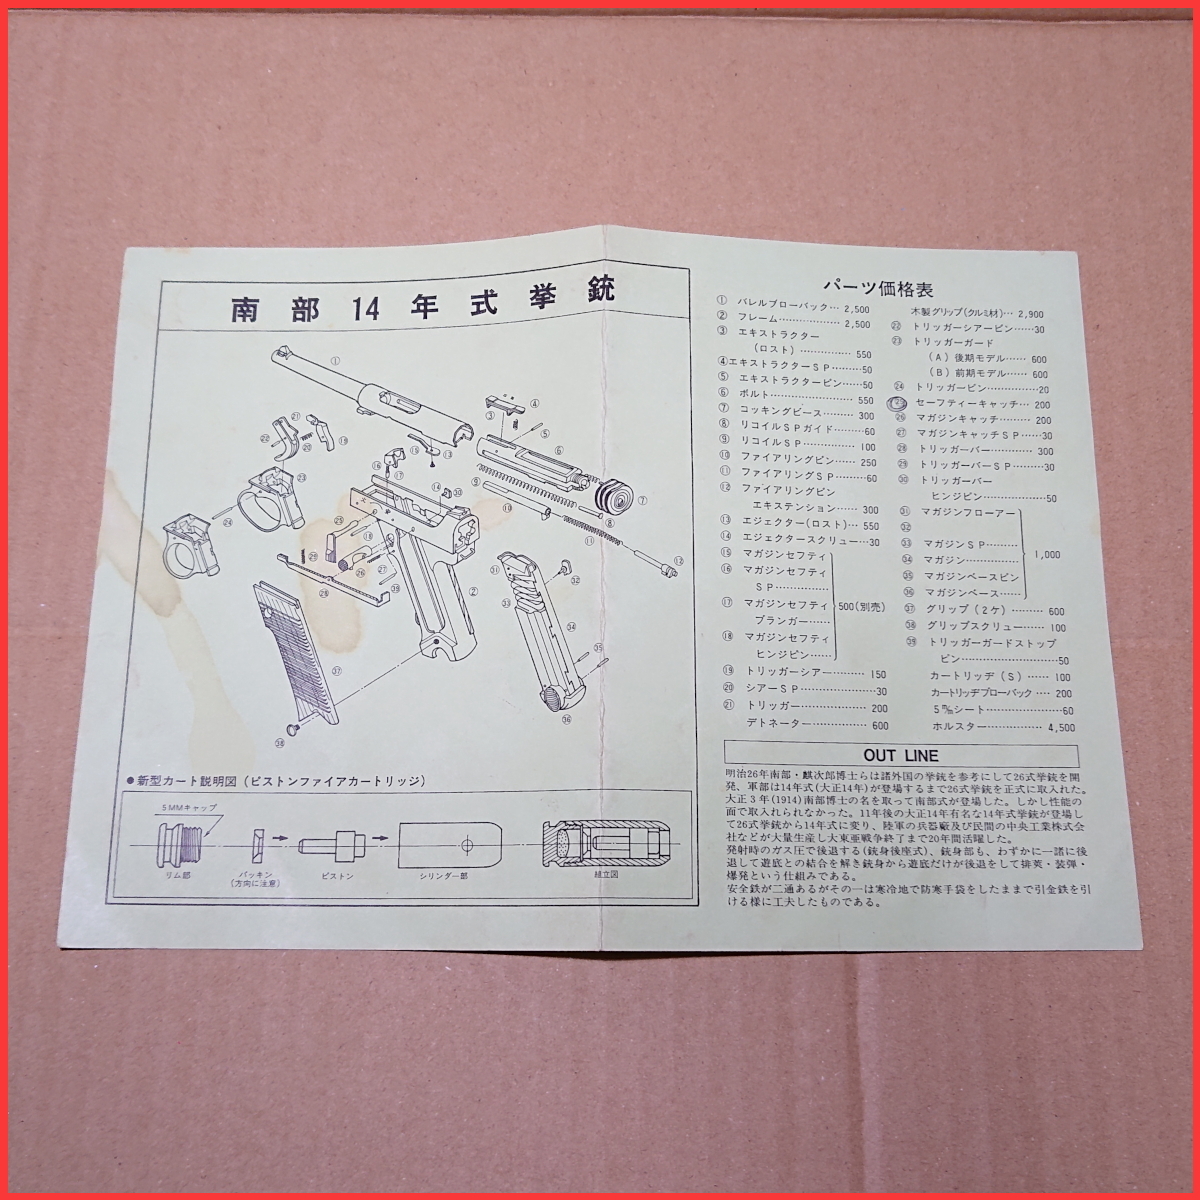 南部14年式拳銃
●新型カート説明図（ピストンファイアカートリッジ）
5MMキャップ
リム部
パッキン
（方向に注意）
ピストン
シリンダー部
組立図
パーツ価格表
① バレルブローバック… 2,500
② フレーム……………… 2,500
③ エキストラクター
（ロスト）…………… 550
④エキストラクターSP………50
⑤ エキストラクターピン……50
⑥ ボルト…………………… 550
⑦ コッキングピース……… 300
⑧ リコイルSPガイド………60
⑨ リコイルSP…………… 100
⑩ ファイアリングピン…… 250
⑪ ファイアリングSP………60
⑫ ファイアリングピン
エキステンション…… 300
⑬ エジェクター（ロスト）… 550
⑭ エジェクタースクリュー…30
⑮ マガジンセフティ
⑯ マガジンセフティ
SP………
⑰ マガジンセフティ
プランガー……
⑱ マガジンセフティ
ヒンジピン……
500（別売）
⑲ トリッガーシアー……… 150
⑳ シアーSP…………………30
㉑ トリッガー……………… 200
デトネーター…………… 600
木製グリップ（クルミ材）… 2,900
㉒ トリッガーシアーピン……30
㉓ トリッガーガード
（A）後期モデル…… 600
（B）前期モデル…… 600
㉔ トリッガーピン……………20
セーフティーキャッチ… 200
㉖ マガジンキャッチ……… 200
㉗ マガジンキャッチSP……30
㉘ トリッガーバー………… 300
㉙ トリッガーバーSP………30
㉚ トリッガーバー
ヒンジピン………………50
㉛ マガジンフローアー
㉜
㉝ マガジンSP………
㉞ マガジン……………
㉟ マガジンベースピン
㊱ マガジンベース……
1,000
㊲ グリップ（2ケ）……… 600
㊳ グリップスクリュー…… 100
㊴ トリッガーガードストップ
ピン………………………50
カートリッヂ（S）…… 100
カートリッヂブローバック…… 200
5㎜シート…………………60
ホルスター…………… 4,500
OUT LINE
明治26年南部・麒次郎博士らは諸外国の拳銃を参考にして26式拳銃を開
発、軍部は14年式(大正14年)が登場するまで26式拳銃を正式に取入れた。
大正3年(1914)南部博士の名を取って南部式が登場した。しかし性能の
面で取入れられなかった。11年後の大正14年有名な14年式拳銃が登場し
て26式拳銃から14年式に変り、陸軍の兵器廠及び民間の中央工業株式会
社などが大量生産し大東亜戦争終了まで20年間活躍した。
発射時のガス圧で後退する(銃身後座式)、銃身部も、わずかに一諸に後
退して遊底との結合を解き銃身から遊底だけが後退をして排莢・装弾・
爆発という仕組みである。
安全鉄が二通あるがその一は寒冷地で防寒手袋をしたままで引金鉄を引
ける様に工夫したものである。